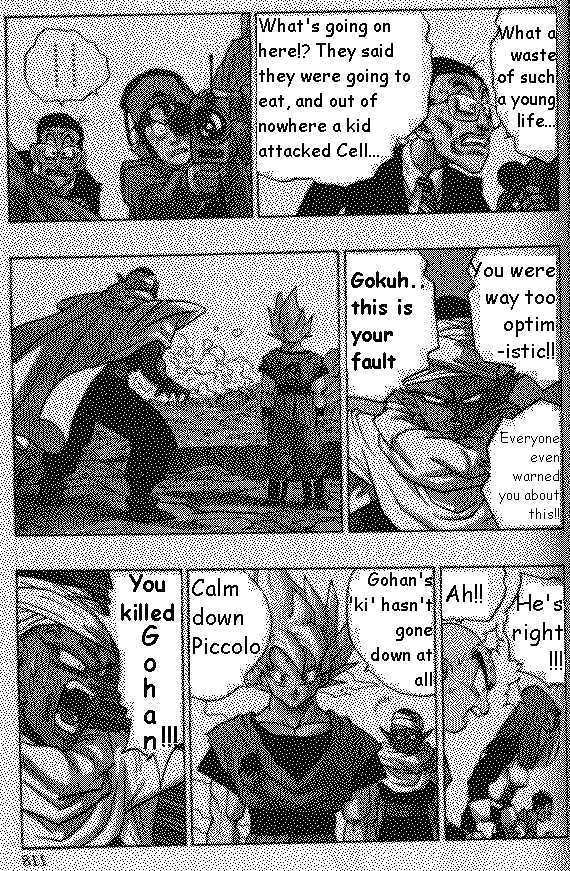 What's going on
here!? They said
they were going to
eat, and out of
nowhere a kid
attacked Cell...
What a
waste
of such
a young
life...
Gokuh..
this is
your
fault
You were
way too
optim
-istic!!
Everyone
even
warned
you about
this!!
You
killed
G
o
h
a
n!!!
Calm
down
Piccolo
Gohan's
'ki' hasn't
gone
down at
all
Ah!!
He's
right
!!!
811